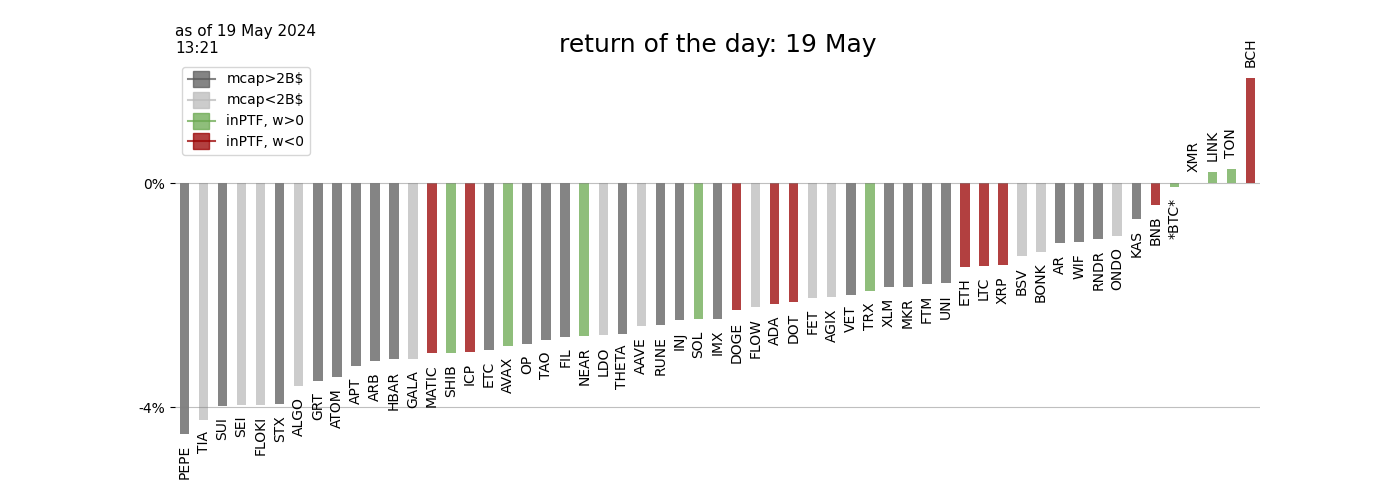 as of 19 May 2024
13:21
return of the day: 19 May
mcap>2B$
mcap<2B$
inPTF, w>0
inPTF, w<0
0%
-4%
PEPE
TIA
SUI
SEI
FLOKI
STX
ALGO
GRT
ATOM
APT
ARB
HBAR
GALA
MATIC
SHIB
ICP
ETC
AVAX
OP
TAO
FIL
NEAR
LDO
THETA
AAVE
RUNE
INJ
SOL
IMX
DOGE
FLOW
ADA
DOT
FET
AGIX
VET
TRX
XLM
MKR
FTM
UNI
ETH
LTC
XRP
BSV
BONK
AR
WIF
RNDR
ONDO
KAS
BNB
*BTC*
XMR
LINK
TON
BCH